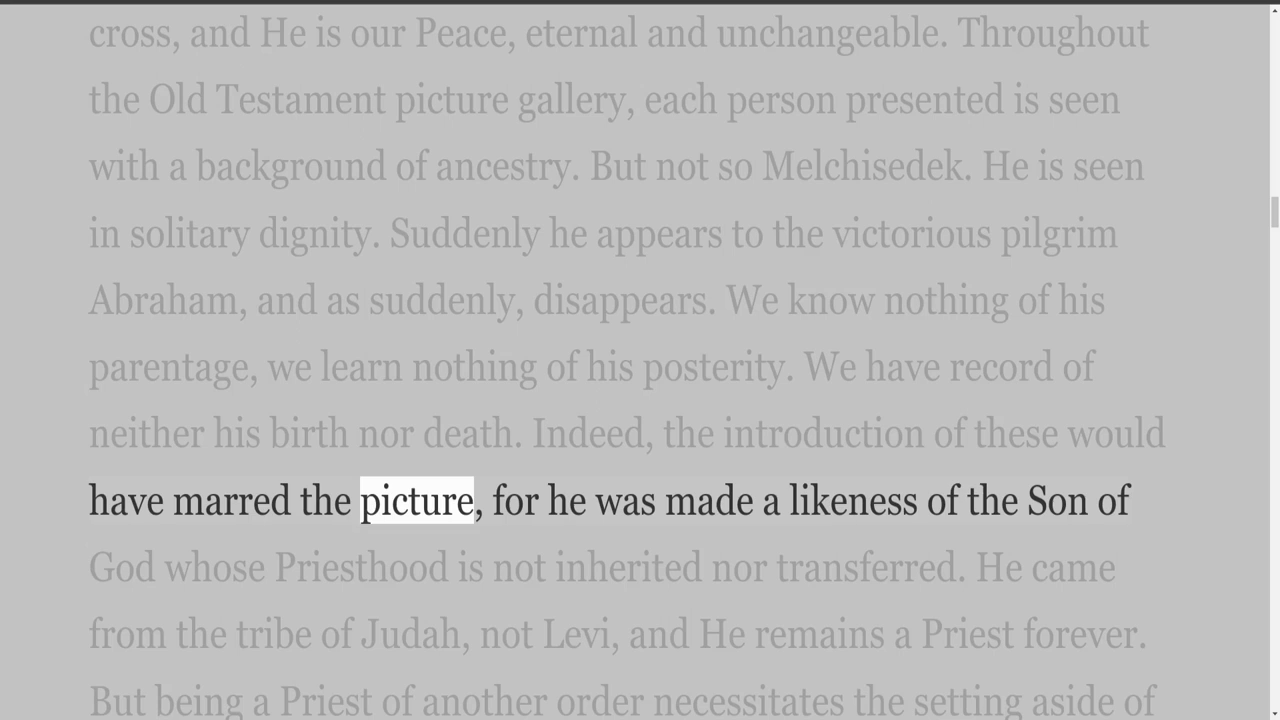 cross, and He is our Peace, eternal and unchangeable. Throughout
the Old Testament picture gallery, each person presented is seen
with a background of ancestry. But not so Melchisedek. He is seen
in solitary dignity. Suddenly he appears to the victorious pilgrim
Abraham, and as suddenly, disappears. We know nothing of his
parentage, we learn nothing of his posterity. We have record of
neither his birth nor death. Indeed, the introduction of these would
have marred the picture, for he was made a likeness of the Son of
God whose Priesthood is not inherited nor transferred. He came
from the tribe of Judah, not Levi, and He remains a Priest forever.
But being a Priest of another order necessitates the setting aside of